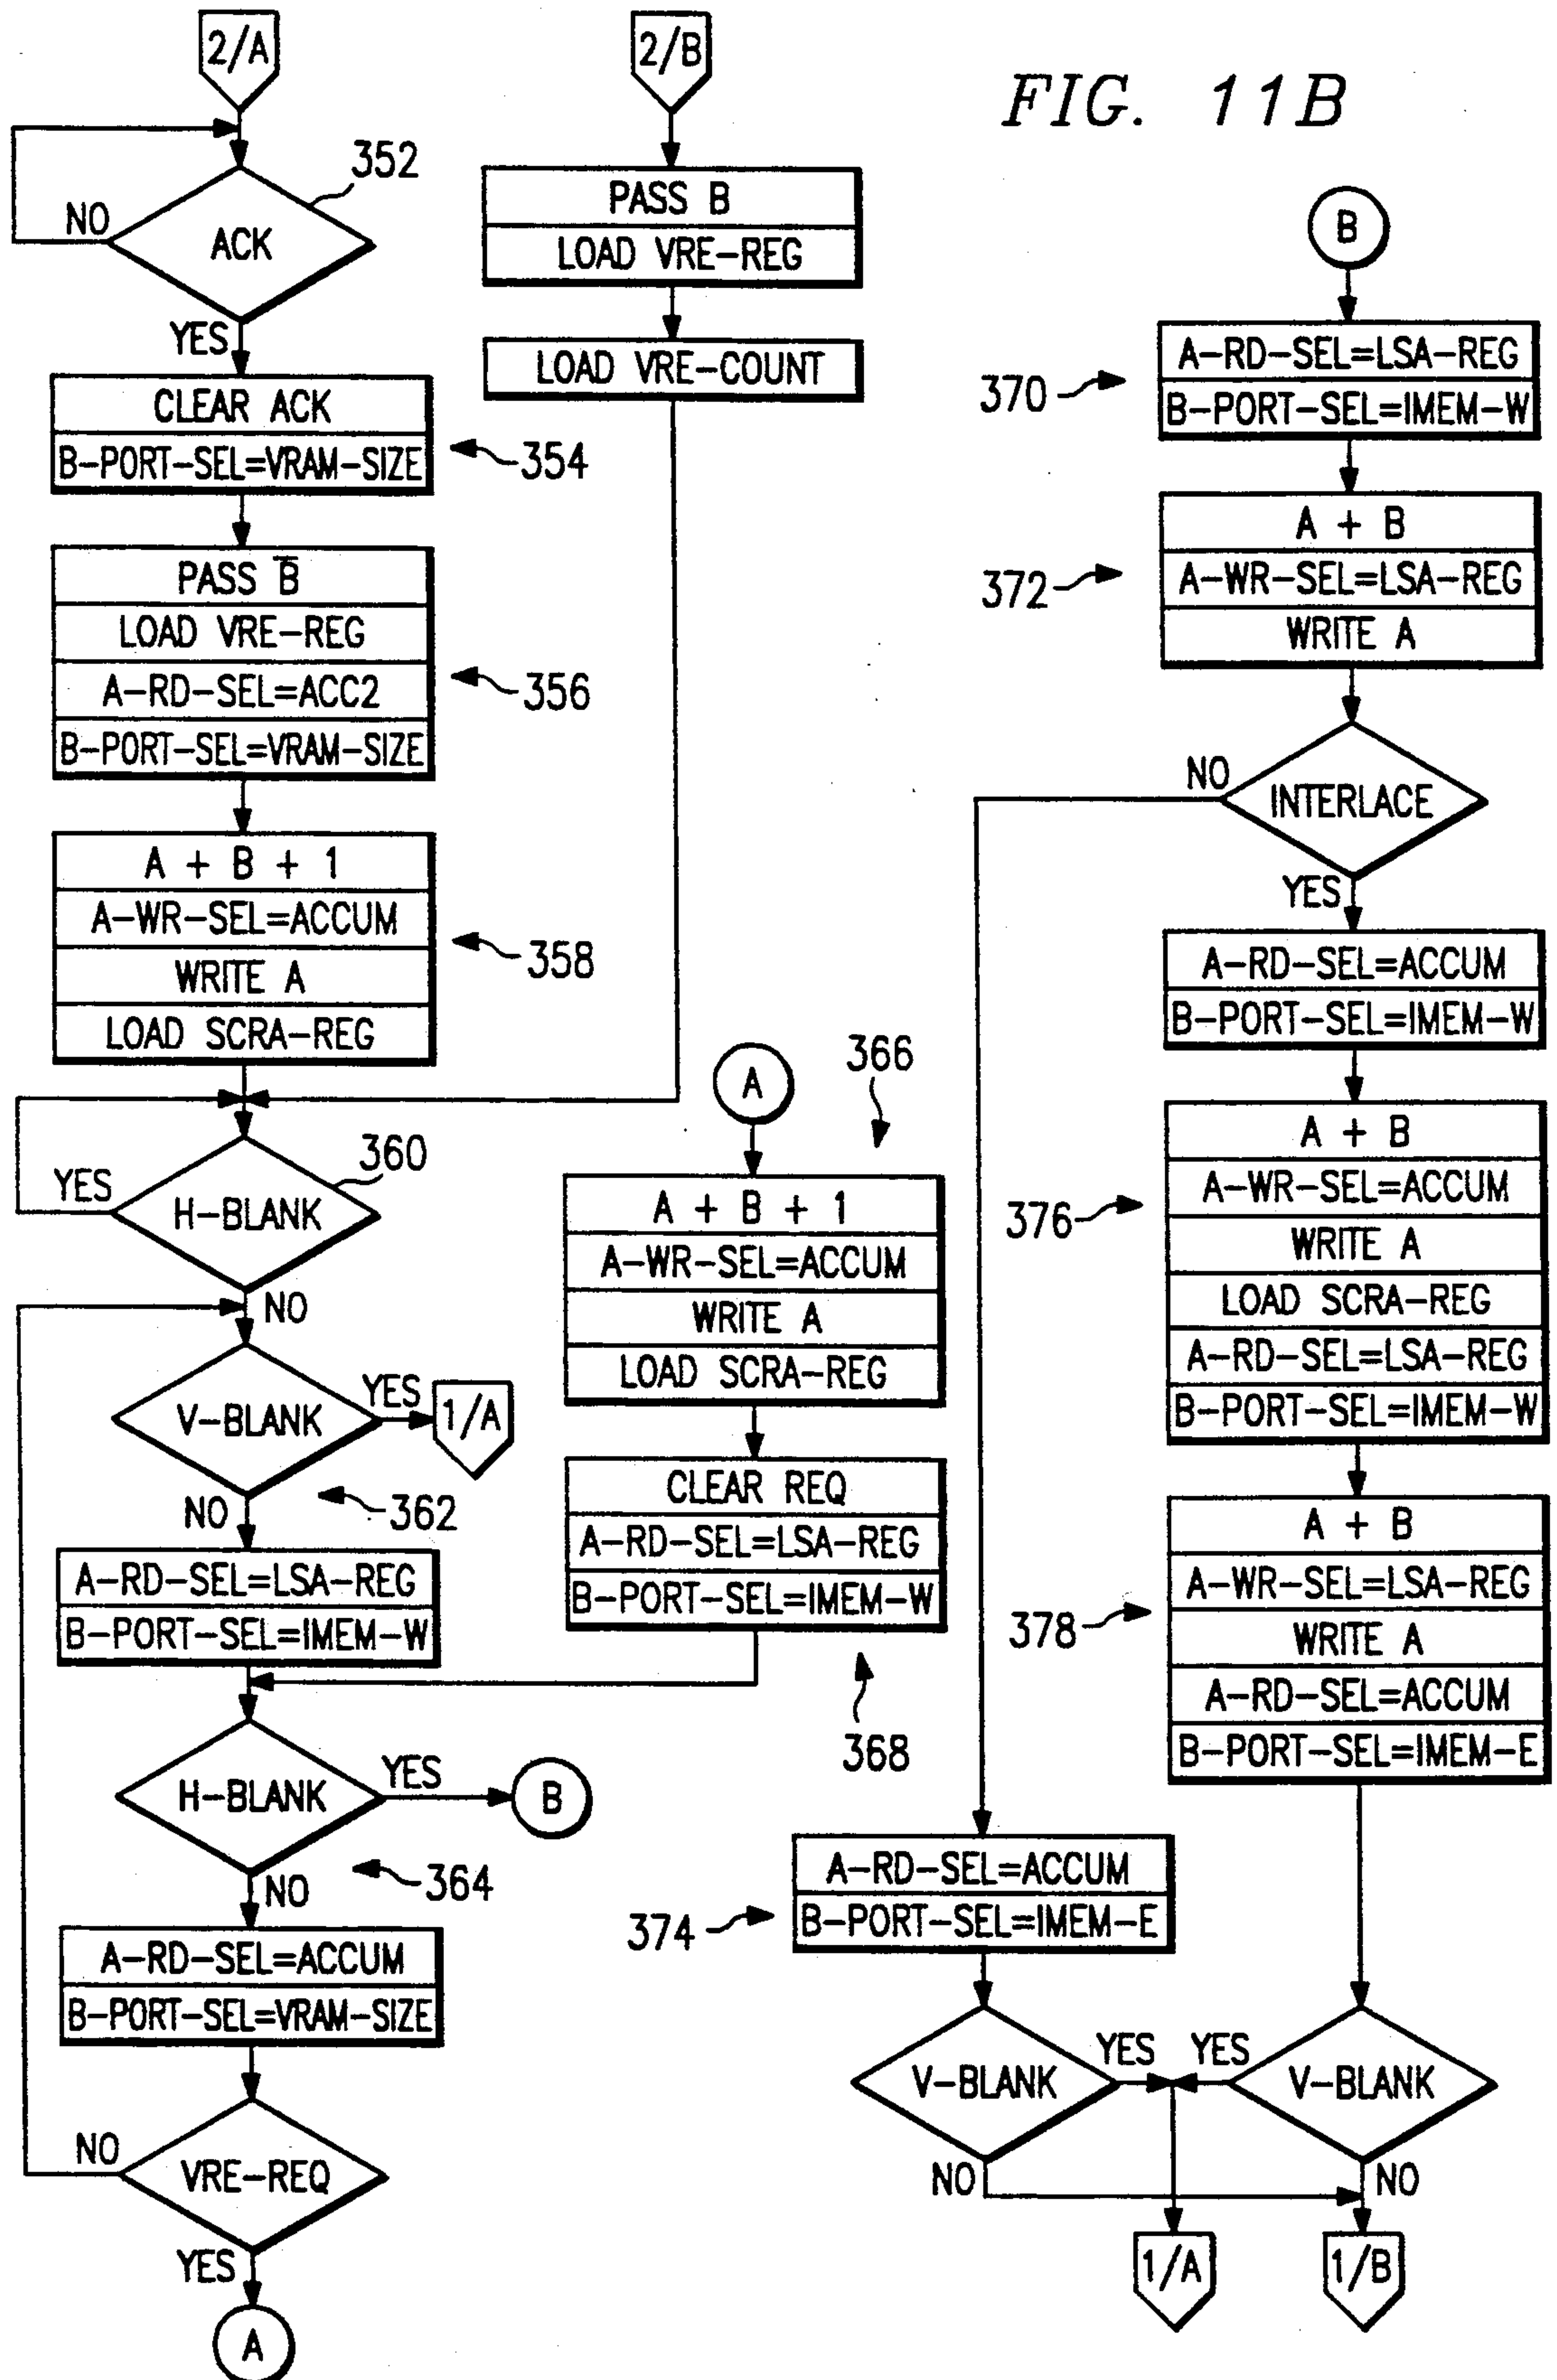 FIG. 11B
2/A
352
NO
ACK
YES
CLEAR ACK
B-PORT-SEL=VRAM-SIZE
354
PASS B̅
LOAD VRE-REG
A-RD-SEL=ACC2
B-PORT-SEL=VRAM-SIZE
356
A + B + 1
A-WR-SEL=ACCUM
WRITE A
LOAD SCRA-REG
358
360
YES
H-BLANK
NO
V-BLANK
YES
1/A
NO
362
A-RD-SEL=LSA-REG
B-PORT-SEL=IMEM-W
H-BLANK
YES
B
NO
364
A-RD-SEL=ACCUM
B-PORT-SEL=VRAM-SIZE
NO
VRE-REQ
YES
A
2/B
PASS B
LOAD VRE-REG
LOAD VRE-COUNT
A
366
A + B + 1
A-WR-SEL=ACCUM
WRITE A
LOAD SCRA-REG
CLEAR REQ
A-RD-SEL=LSA-REG
B-PORT-SEL=IMEM-W
368
B
370
A-RD-SEL=LSA-REG
B-PORT-SEL=IMEM-W
372
A + B
A-WR-SEL=LSA-REG
WRITE A
NO
INTERLACE
YES
A-RD-SEL=ACCUM
B-PORT-SEL=IMEM-W
376
A + B
A-WR-SEL=ACCUM
WRITE A
LOAD SCRA-REG
A-RD-SEL=LSA-REG
B-PORT-SEL=IMEM-W
378
A + B
A-WR-SEL=LSA-REG
WRITE A
A-RD-SEL=ACCUM
B-PORT-SEL=IMEM-E
374
A-RD-SEL=ACCUM
B-PORT-SEL=IMEM-E
V-BLANK
YES
YES
V-BLANK
NO
NO
1/A
1/B